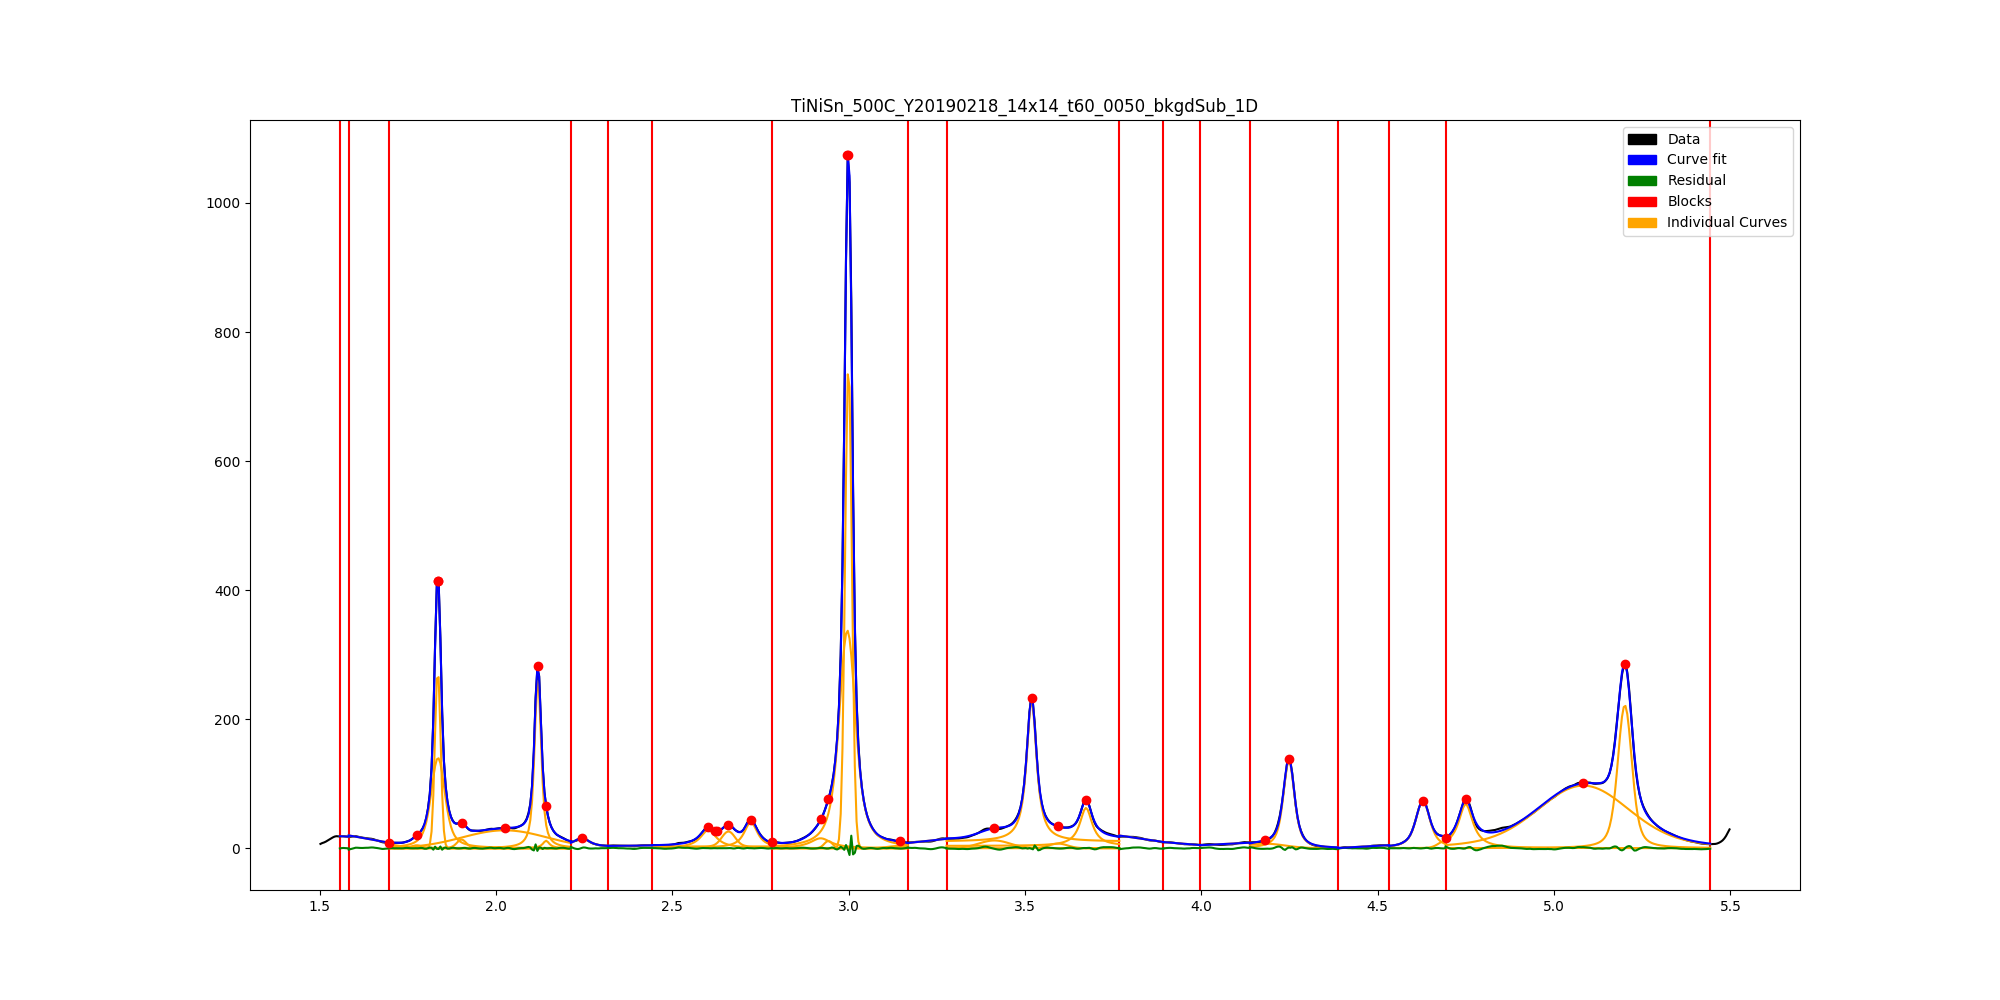 TiNiSn_500C_Y20190218_14x14_t60_0050_bkgdSub_1D
Data
Curve fit
Residual
Blocks
Individual Curves
1000
800
600
400
200
0
1.5 2.0 2.5 3.0 3.5 4.0 4.5 5.0 5.5